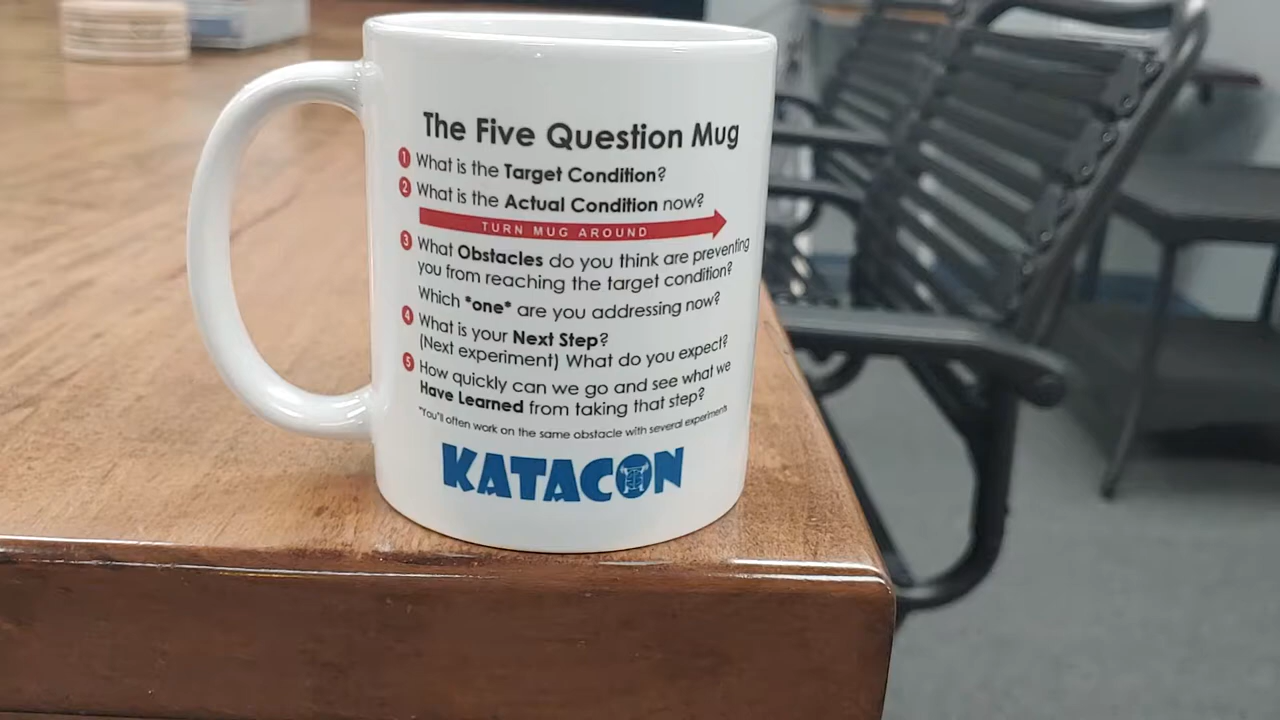 The Five Question Mug
1 What is the Target Condition?
2 What is the Actual Condition now?
TURN MUG AROUND
3 What Obstacles do you think are preventing
you from reaching the target condition?
Which *one* are you addressing now?
4 What is your Next Step?
(Next experiment) What do you expect?
5 How quickly can we go and see what we
Have Learned from taking that step?
*You'll often work on the same obstacle with several experiments
KATACON